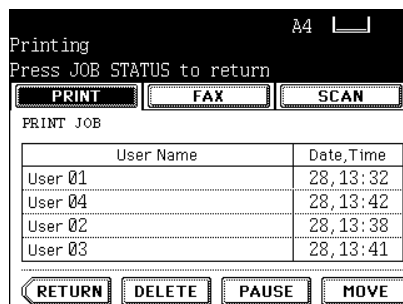 A4
Printing
Press JOB STATUS to return
PRINT FAX SCAN
PRINT JOB
User Name Date,Time
User 01 28,13:32
User 04 28,13:42
User 02 28,13:38
User 03 28,13:41
RETURN DELETE PAUSE MOVE